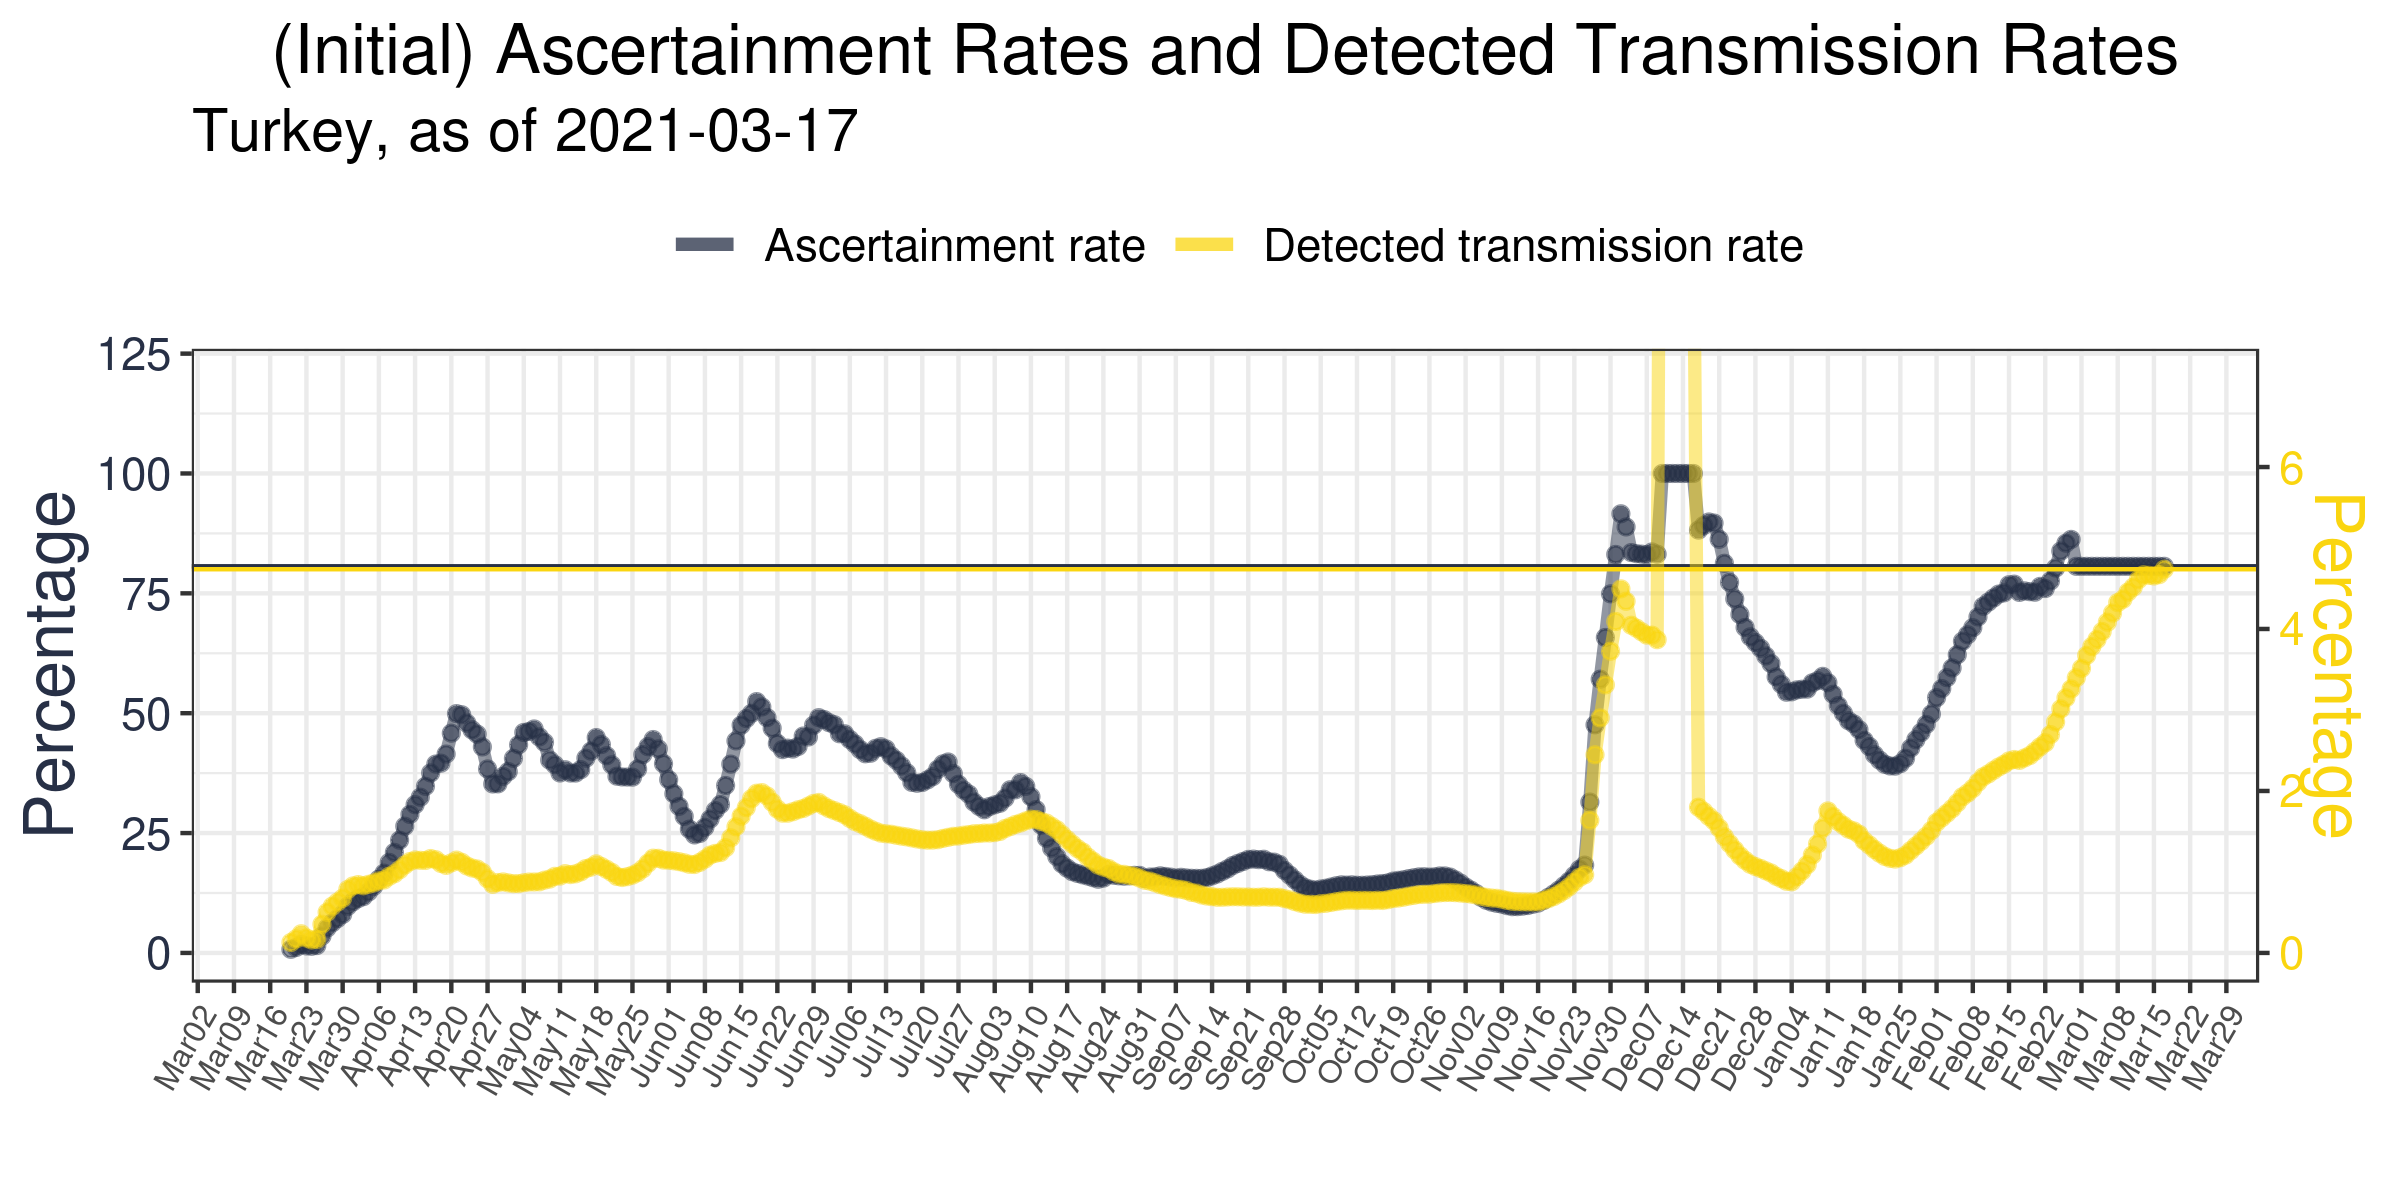 (Initial) Ascertainment Rates and Detected Transmission Rates
Turkey, as of 2021-03-17
Ascertainment rate
Detected transmission rate
125
100
75
50
25
0
Percentage
6
4
2
0
Percentage
Mar02
Mar09
Mar16
Mar23
Mar30
Apr06
Apr13
Apr20
Apr27
May04
May11
May18
May25
Jun01
Jun08
Jun15
Jun22
Jun29
Jul06
Jul13
Jul20
Jul27
Aug03
Aug10
Aug17
Aug24
Aug31
Sep07
Sep14
Sep21
Sep28
Oct05
Oct12
Oct19
Oct26
Nov02
Nov09
Nov16
Nov23
Nov30
Dec07
Dec14
Dec21
Dec28
Jan04
Jan11
Jan18
Jan25
Feb01
Feb08
Feb15
Feb22
Mar01
Mar08
Mar15
Mar22
Mar29